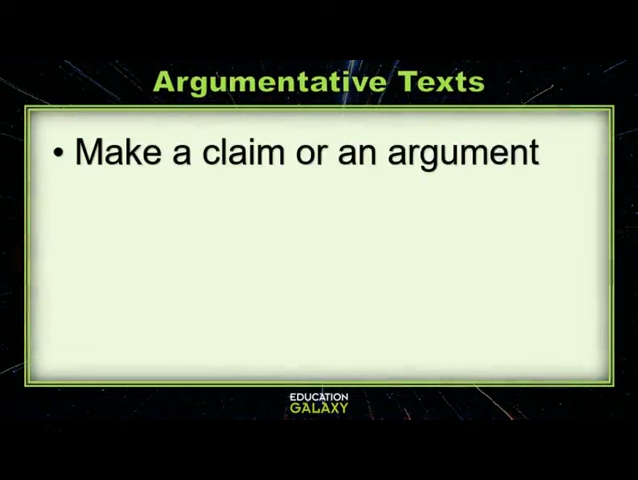 Argumentative Texts
• Make a claim or an argument
EDUCATION
GALAXY